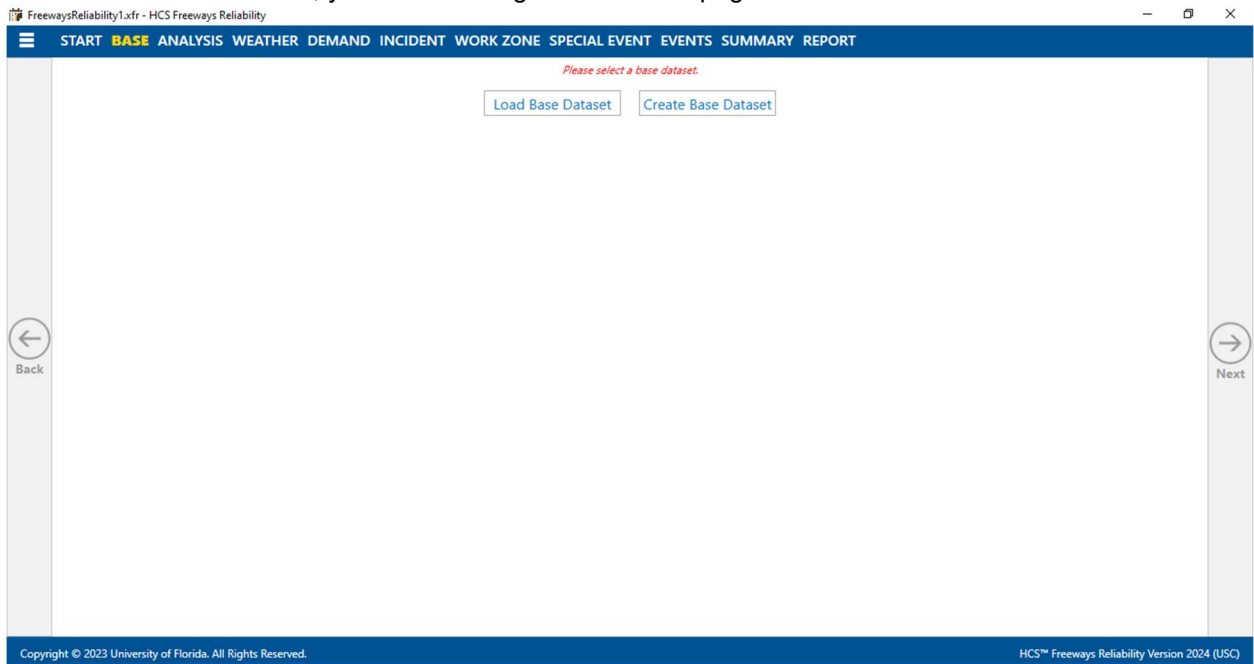 FreewaysReliability1.xfr - HCS Freeways Reliability
START BASE ANALYSIS WEATHER DEMAND INCIDENT WORK ZONE SPECIAL EVENT EVENTS SUMMARY REPORT
Please select a base dataset.
Load Base Dataset Create Base Dataset
Back
Next
Copyright © 2023 University of Florida. All Rights Reserved. HCS™ Freeways Reliability Version 2024 (USC)